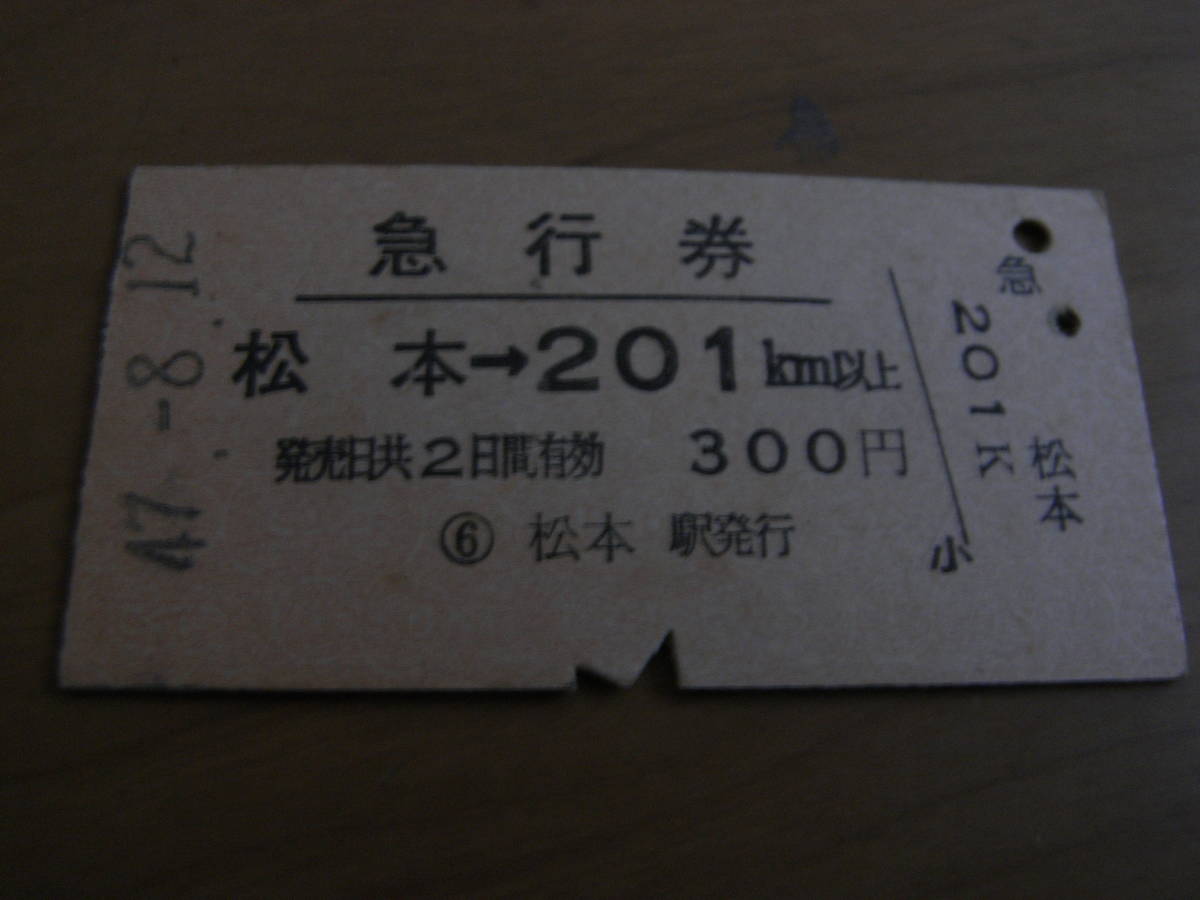 急行券
松本→201km以上
発売日共2日間有効 300円
⑥ 松本 駅発行
47.-8.12
小
急
201K
松本